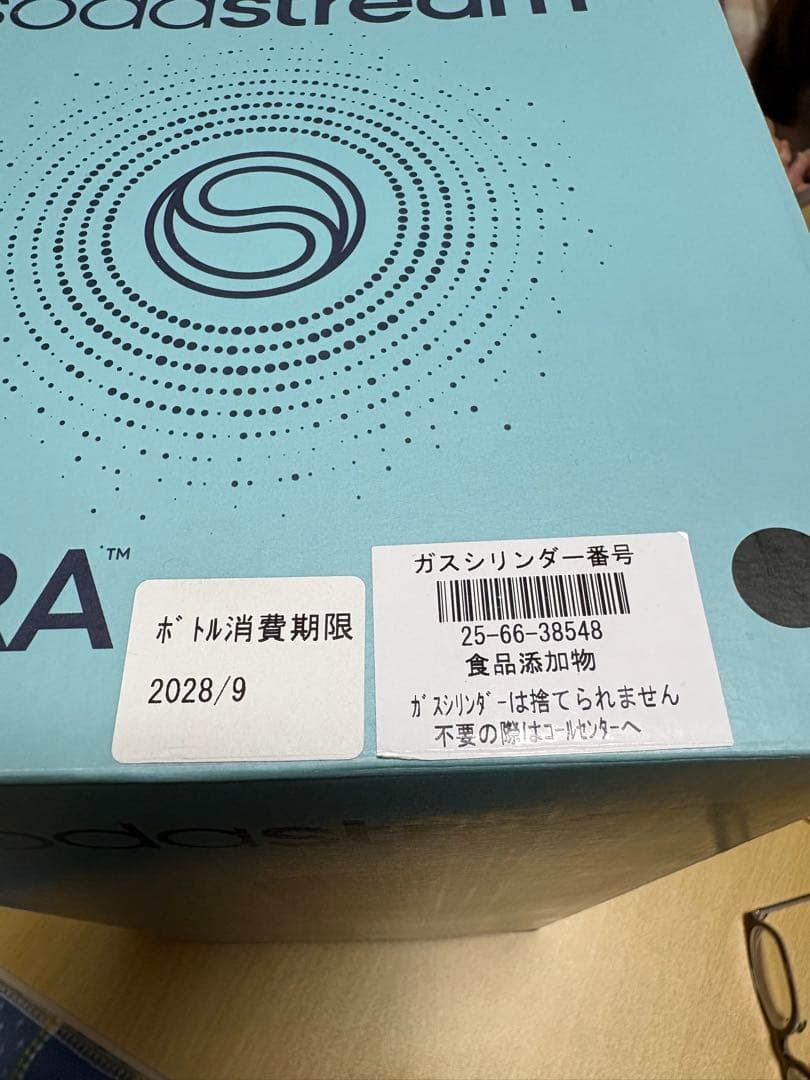 sodastream
RA™
ボトル消費期限
2028/9
ガスシリンダー番号
25-66-38548
食品添加物
ガスシリンダーは捨てられません
不要の際はコールセンターへ
sodastream